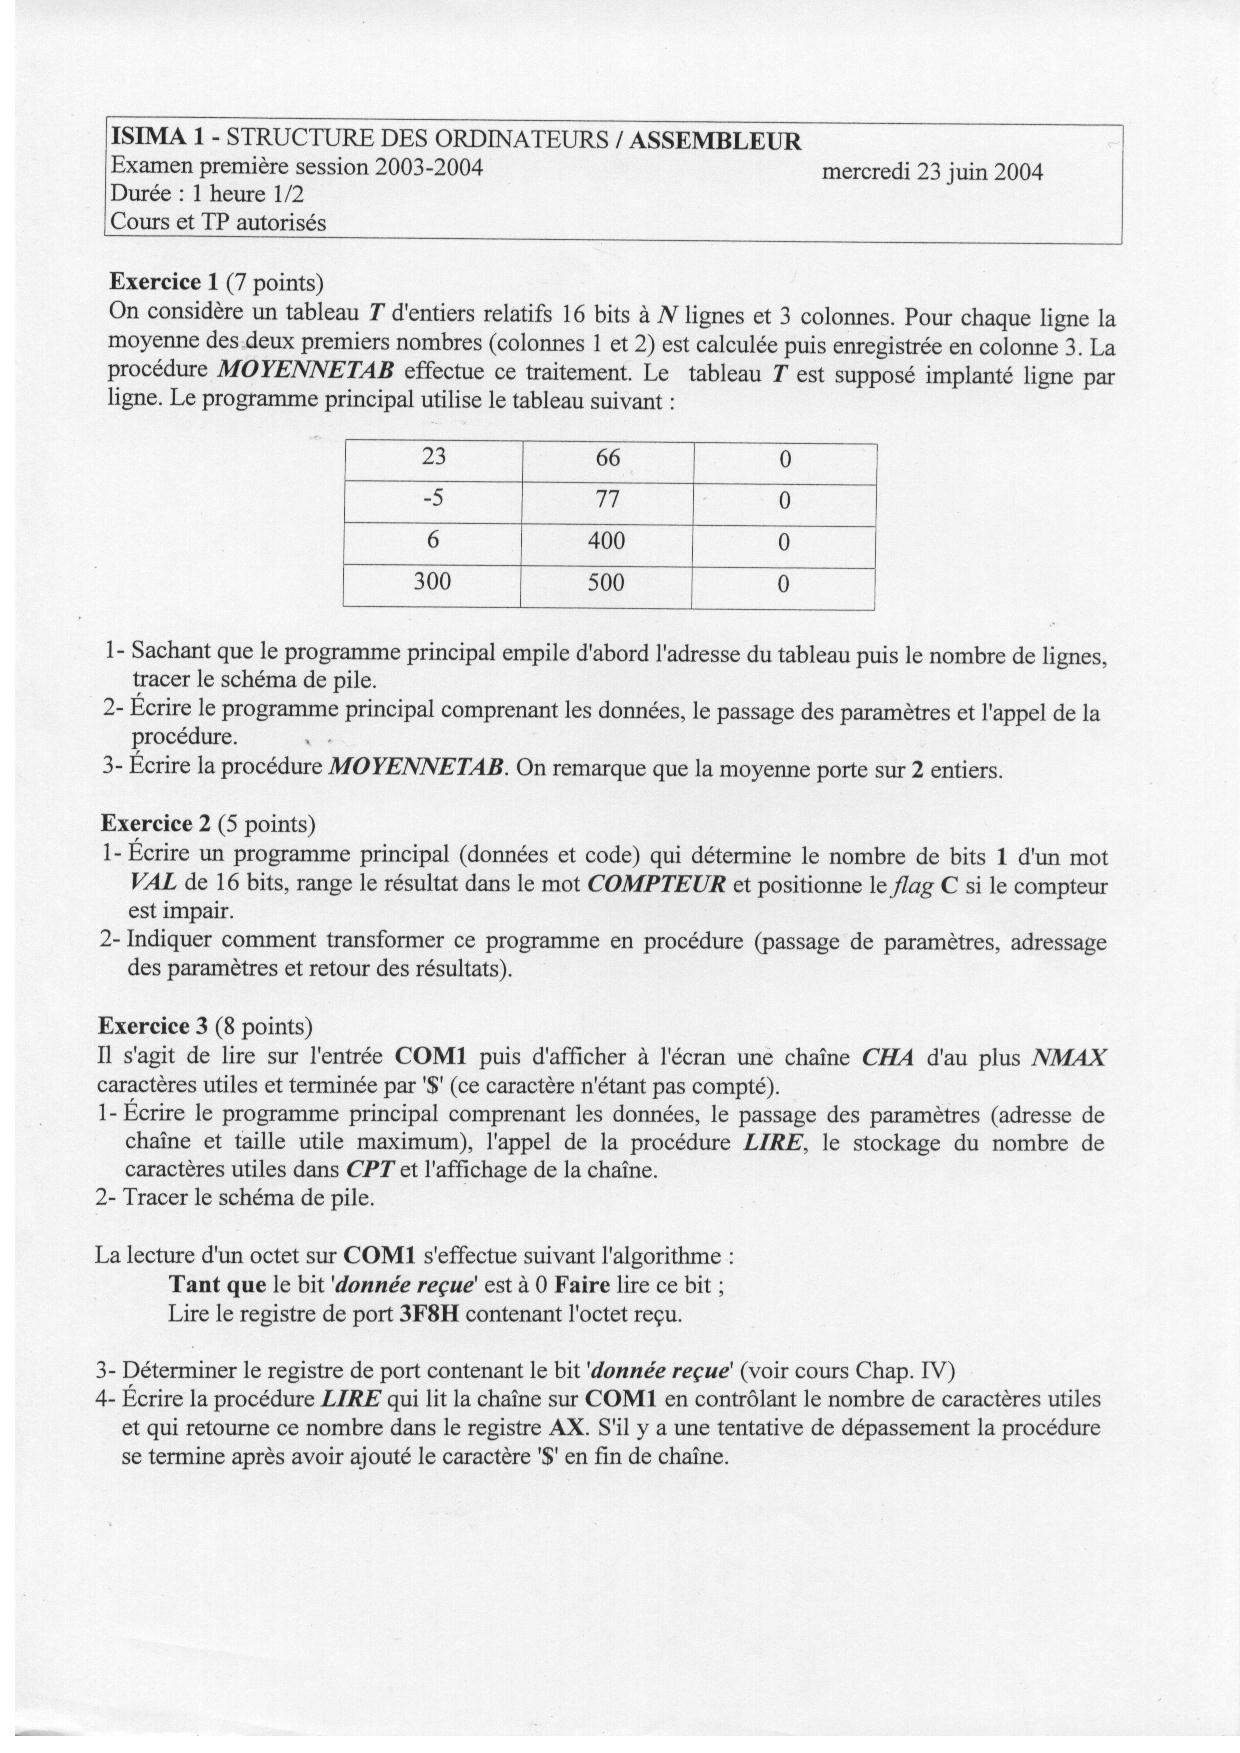 ISIMA 1 - STRUCTURE DES ORDINATEURS / ASSEMBLEUR
Examen première session 2003-2004 mercredi 23 juin 2004
Durée : 1 heure 1/2
Cours et TP autorisés
Exercice 1 (7 points)
On considère un tableau T d'entiers relatifs 16 bits à N lignes et 3 colonnes. Pour chaque ligne la
moyenne des deux premiers nombres (colonnes 1 et 2) est calculée puis enregistrée en colonne 3. La
procédure MOYENNETAB effectue ce traitement. Le tableau T est supposé implanté ligne par
ligne. Le programme principal utilise le tableau suivant :
23 66 0
-5 77 0
6 400 0
300 500 0
1- Sachant que le programme principal empile d'abord l'adresse du tableau puis le nombre de lignes,
tracer le schéma de pile.
2- Écrire le programme principal comprenant les données, le passage des paramètres et l'appel de la
procédure.
3- Écrire la procédure MOYENNETAB. On remarque que la moyenne porte sur 2 entiers.
Exercice 2 (5 points)
1- Écrire un programme principal (données et code) qui détermine le nombre de bits 1 d'un mot
VAL de 16 bits, range le résultat dans le mot COMPTEUR et positionne le flag C si le compteur
est impair.
2- Indiquer comment transformer ce programme en procédure (passage de paramètres, adressage
des paramètres et retour des résultats).
Exercice 3 (8 points)
Il s'agit de lire sur l'entrée COM1 puis d'afficher à l'écran une chaîne CHA d'au plus NMAX
caractères utiles et terminée par '$' (ce caractère n'étant pas compté).
1- Écrire le programme principal comprenant les données, le passage des paramètres (adresse de
chaîne et taille utile maximum), l'appel de la procédure LIRE, le stockage du nombre de
caractères utiles dans CPT et l'affichage de la chaîne.
2- Tracer le schéma de pile.
La lecture d'un octet sur COM1 s'effectue suivant l'algorithme :
Tant que le bit 'donnée reçue' est à 0 Faire lire ce bit ;
Lire le registre de port 3F8H contenant l'octet reçu.
3- Déterminer le registre de port contenant le bit 'donnée reçue' (voir cours Chap. IV)
4- Écrire la procédure LIRE qui lit la chaîne sur COM1 en contrôlant le nombre de caractères utiles
et qui retourne ce nombre dans le registre AX. S'il y a une tentative de dépassement la procédure
se termine après avoir ajouté le caractère '$' en fin de chaîne.